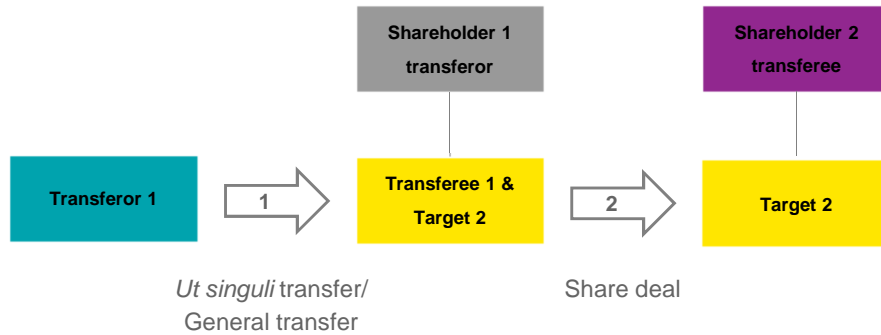 Shareholder 1
transferor
Shareholder 2
transferee
Transferor 1
1
Transferee 1 &
Target 2
2
Target 2
Ut singuli transfer/
General transfer
Share deal